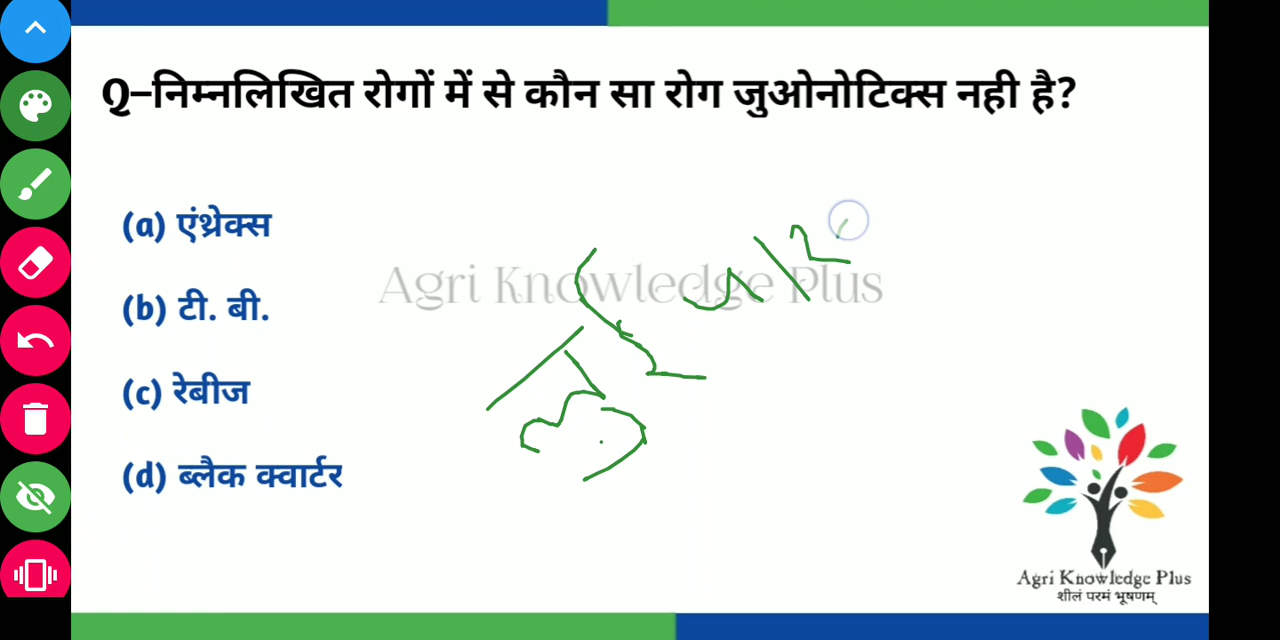 Q–निम्नलिखित रोगों में से कौन सा रोग जुओनोटिक्स नही है?
(a) एंथ्रेक्स
Agri Knowledge Plus
(b) टी. बी.
(c) रेबीज
(d) ब्लैक क्वार्टर
Agri Knowledge Plus
शीलं परमं भूषणम्